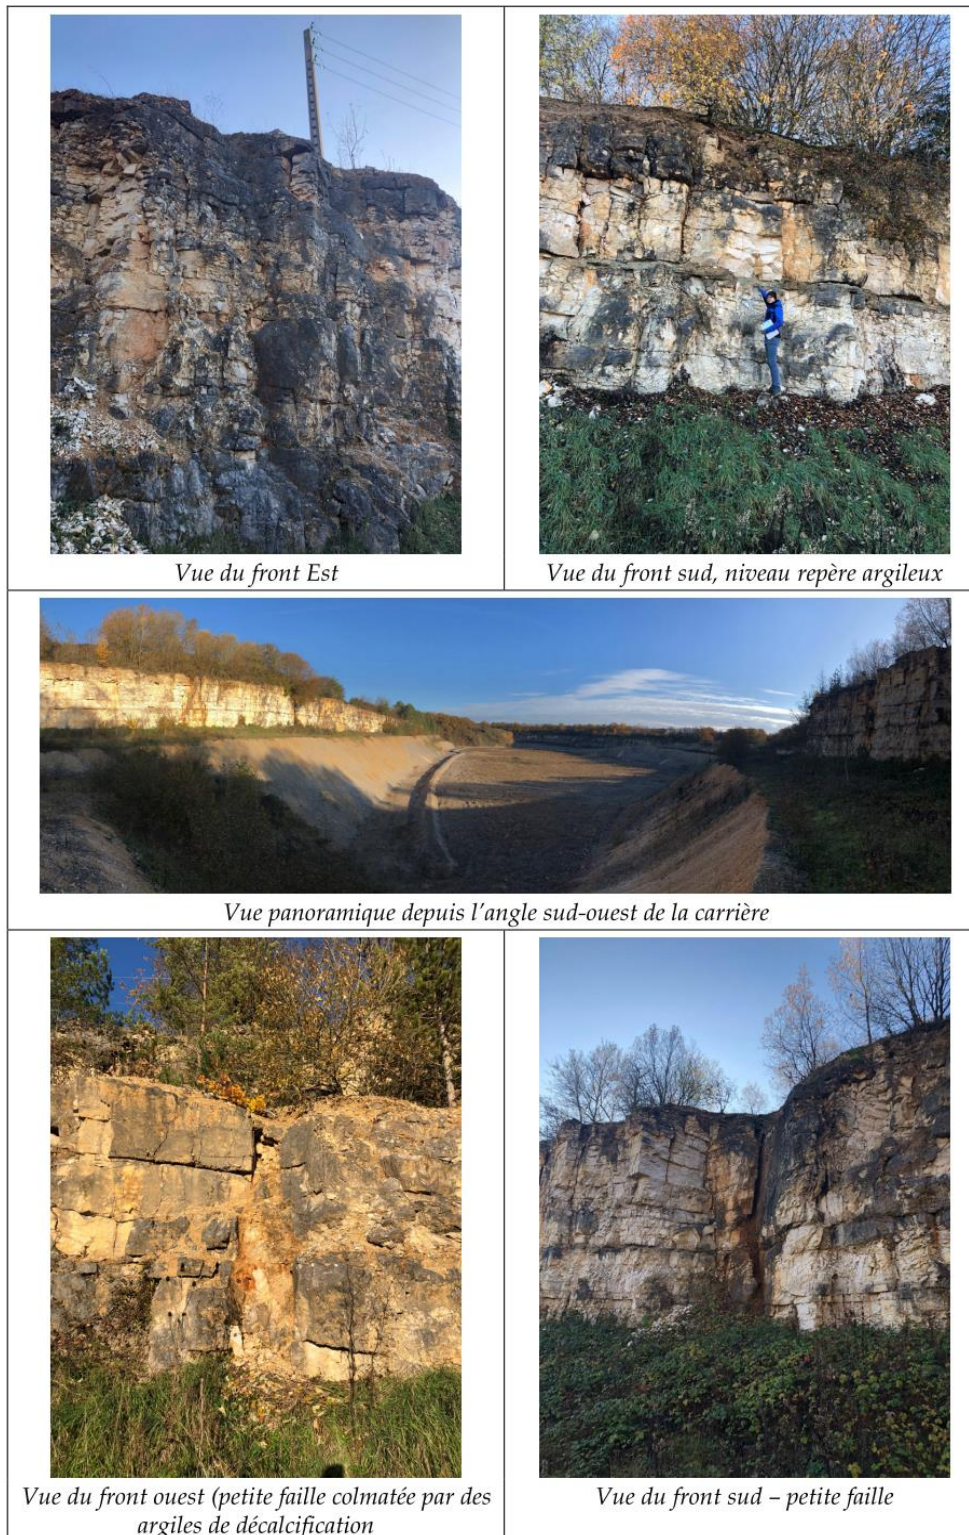 Vue du front Est
Vue du front sud, niveau repère argileux
Vue panoramique depuis l'angle sud-ouest de la carrière
Vue du front ouest (petite faille colmatée par des
argiles de décalcification
Vue du front sud – petite faille